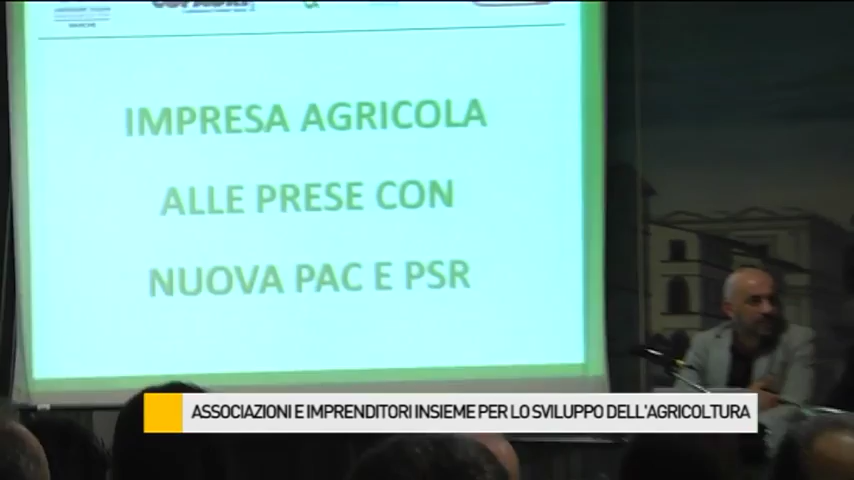 IMPRESA AGRICOLA
ALLE PRESE CON
NUOVA PAC E PSR
ASSOCIAZIONI E IMPRENDITORI INSIEME PER LO SVILUPPO DELL'AGRICOLTURA